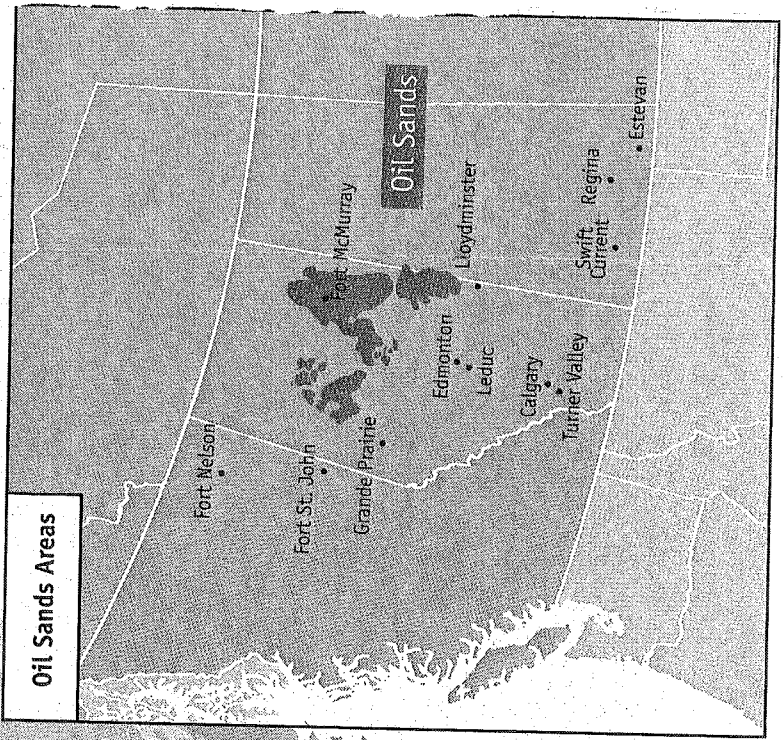 Oil Sands Areas
Fort Nelson
Fort St. John
Grande Prairie
Fort McMurray
Oil Sands
Edmonton
Leduc
Lloydminster
Calgary
Turner Valley
Swift
Current
Regina
Estevan